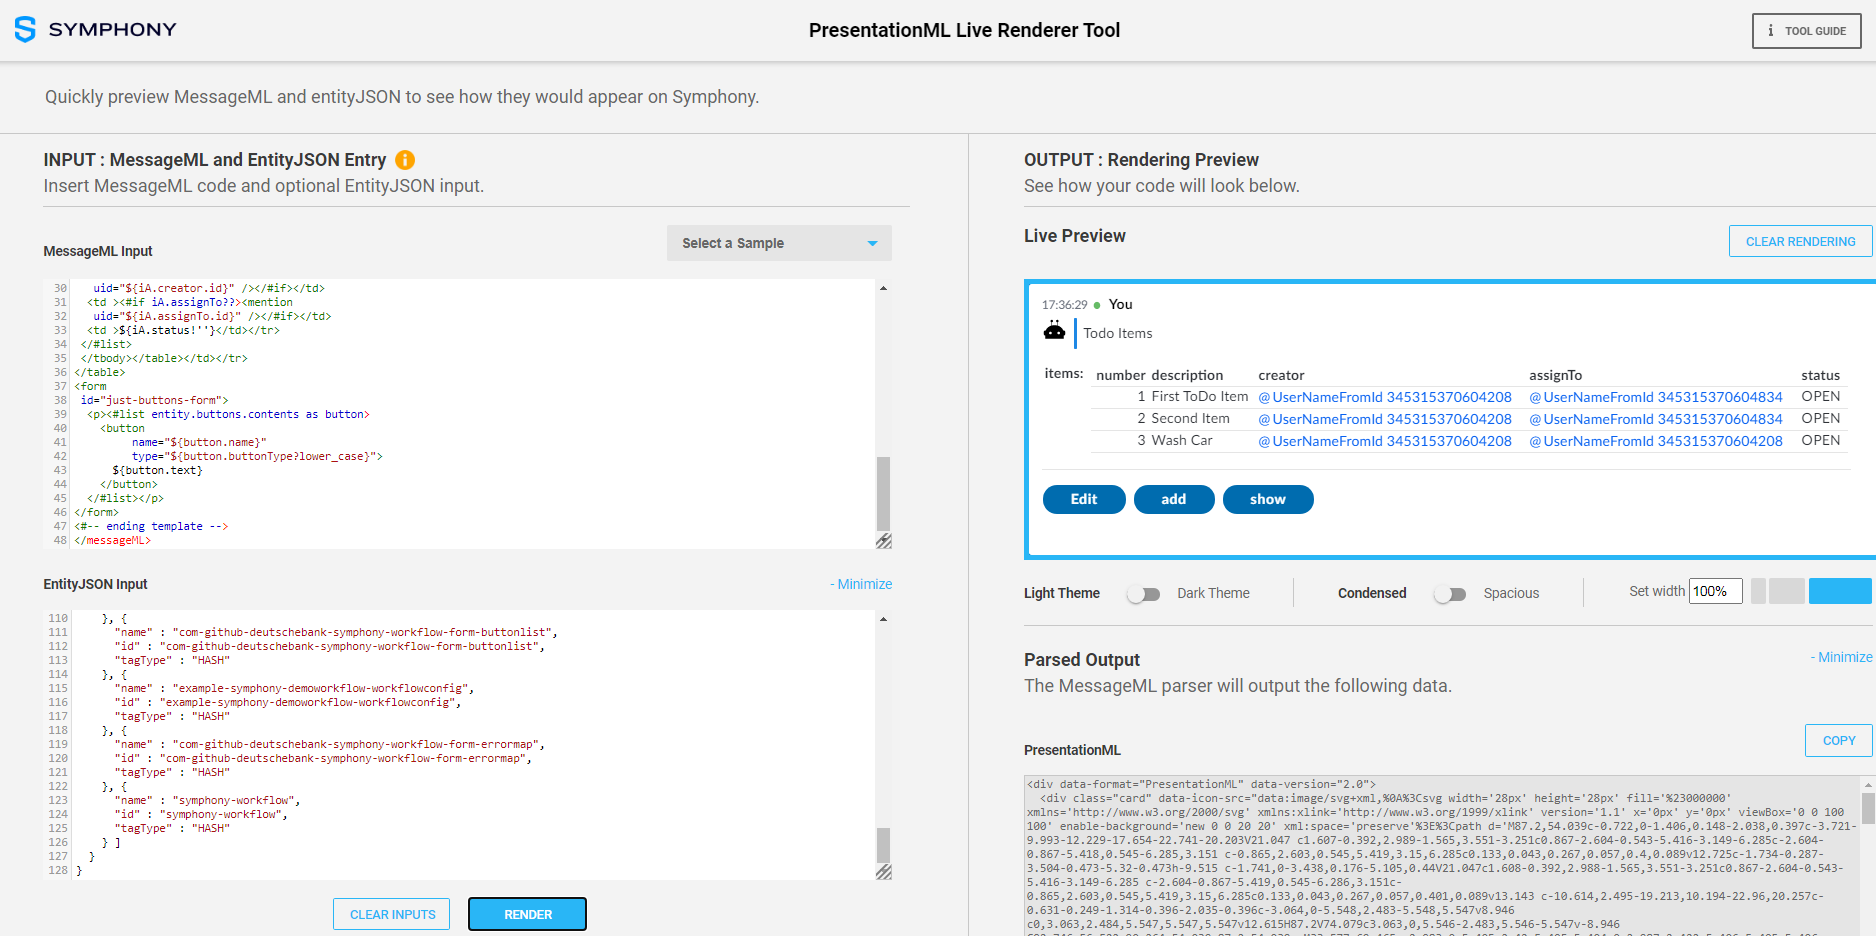 SYMPHONY
PresentationML Live Renderer Tool
i TOOL GUIDE
Quickly preview MessageML and entityJSON to see how they would appear on Symphony.
INPUT : MessageML and EntityJSON Entry
Insert MessageML code and optional EntityJSON input.
MessageML Input
Select a Sample
30 uid="${iA.creator.id}" /></#if></td>
31 <td ><#if iA.assignTo??><mention
32 uid="${iA.assignTo.id}" /></#if></td>
33 <td >${iA.status!''}</td></tr>
34 </#list>
35 </tbody></table></td></tr>
36 </table>
37 <form
38 id="just-buttons-form">
39 <p><#list entity.buttons.contents as button>
40 <button
41 name="${button.name}"
42 type="${button.buttonType?lower_case}">
43 ${button.text}
44 </button>
45 </#list></p>
46 </form>
47 <#-- ending template -->
48 </messageML>
EntityJSON Input
- Minimize
110 }, {
111 "name" : "com-github-deutschebank-symphony-workflow-form-buttonlist",
112 "id" : "com-github-deutschebank-symphony-workflow-form-buttonlist",
113 "tagType" : "HASH"
114 }, {
115 "name" : "example-symphony-demoworkflow-workflowconfig",
116 "id" : "example-symphony-demoworkflow-workflowconfig",
117 "tagType" : "HASH"
118 }, {
119 "name" : "com-github-deutschebank-symphony-workflow-form-errormap",
120 "id" : "com-github-deutschebank-symphony-workflow-form-errormap",
121 "tagType" : "HASH"
122 }, {
123 "name" : "symphony-workflow",
124 "id" : "symphony-workflow",
125 "tagType" : "HASH"
126 } ]
127 }
128 }
CLEAR INPUTS
RENDER
OUTPUT : Rendering Preview
See how your code will look below.
Live Preview
CLEAR RENDERING
17:36:29 You
Todo Items
items: number description creator assignTo status
1 First ToDo Item @UserNameFromId 345315370604208 @UserNameFromId 345315370604834 OPEN
2 Second Item @UserNameFromId 345315370604208 @UserNameFromId 345315370604834 OPEN
3 Wash Car @UserNameFromId 345315370604208 @UserNameFromId 345315370604208 OPEN
Edit add show
Light Theme Dark Theme Condensed Spacious Set width 100%
Parsed Output
- Minimize
The MessageML parser will output the following data.
PresentationML
COPY
<div data-format="PresentationML" data-version="2.0">
<div class="card" data-icon-src="data:image/svg+xml,%0A%3Csvg width='28px' height='28px' fill='%23000000'
xmlns='http://www.w3.org/2000/svg' xmlns:xlink='http://www.w3.org/1999/xlink' version='1.1' x='0px' y='0px' viewBox='0 0 100
100' enable-background='new 0 0 20 20' xml:space='preserve'%3E%3Cpath d='M87.2,54.039c-0.722,0-1.406,0.148-2.038,0.397c-3.721-
9.993-12.229-17.654-22.741-20.203V21.047 c1.607-0.392,2.989-1.565,3.551-3.251c0.867-2.604-0.543-5.416-3.149-6.285c-2.604-
0.867-5.418,0.545-6.285,3.151 c-0.865,2.603,0.545,5.419,3.15,6.285c0.133,0.043,0.267,0.057,0.4,0.089v12.725c-1.734-0.287-
3.504-0.473-5.32-0.473h-9.515 c-1.741,0-3.438,0.176-5.105,0.44V21.047c1.608-0.392,2.988-1.565,3.551-3.251c0.867-2.604-0.543-
5.416-3.149-6.285 c-2.604-0.867-5.419,0.545-6.286,3.151c-
0.865,2.603,0.545,5.419,3.15,6.285c0.133,0.043,0.267,0.057,0.401,0.089v13.143 c-10.614,2.495-19.213,10.194-22.96,20.257c-
0.631-0.249-1.314-0.396-2.035-0.396c-3.064,0-5.548,2.483-5.548,5.547v8.946
c0,3.063,2.484,5.547,5.547,5.547v12.615H87.2V74.079c3.063,0,5.546-2.483,5.546-5.547v-8.946